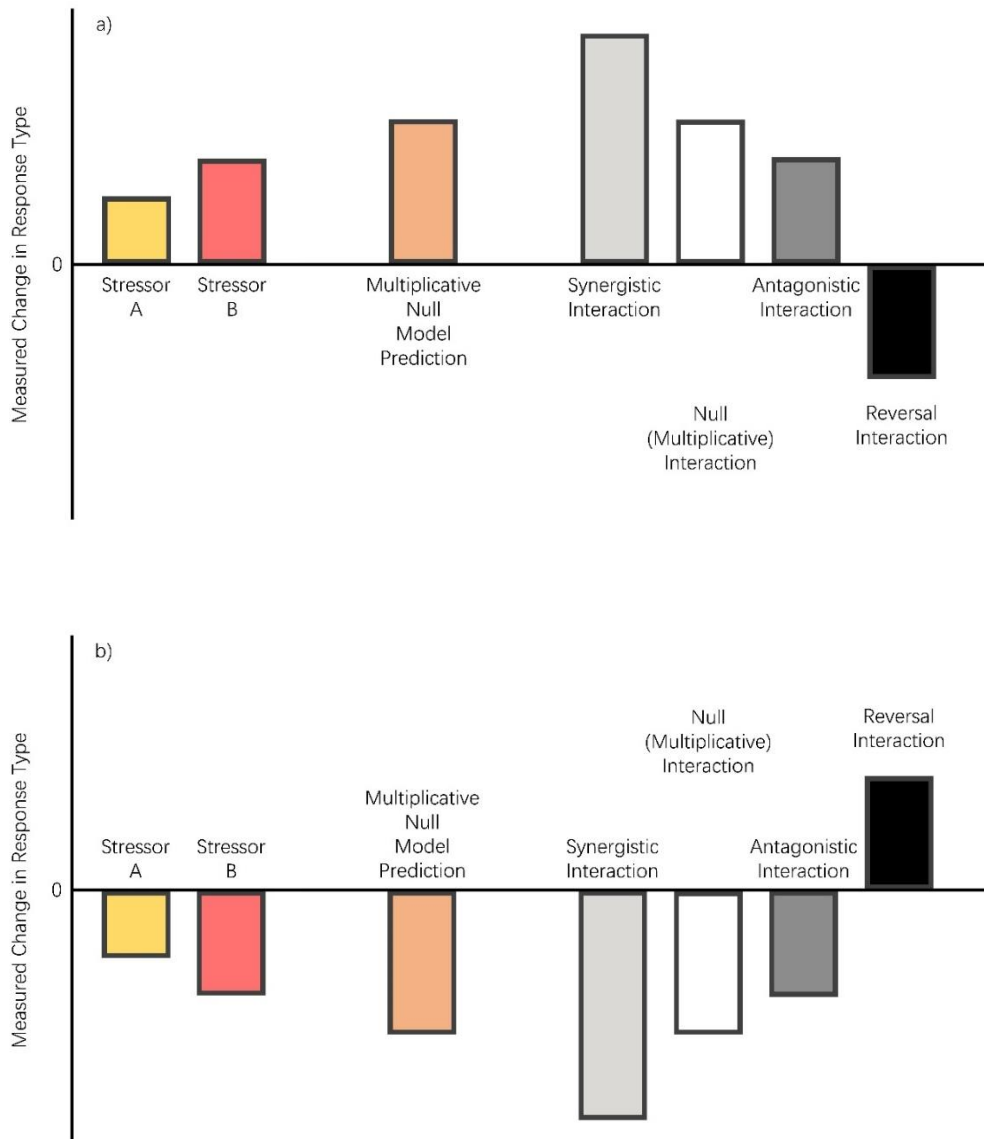 a)
Measured Change in Response Type
0
Stressor
A
Stressor
B
Multiplicative
Null
Model
Prediction
Synergistic
Interaction
Null
(Multiplicative)
Interaction
Antagonistic
Interaction
Reversal
Interaction
b)
Measured Change in Response Type
0
Stressor
A
Stressor
B
Multiplicative
Null
Model
Prediction
Synergistic
Interaction
Null
(Multiplicative)
Interaction
Antagonistic
Interaction
Reversal
Interaction